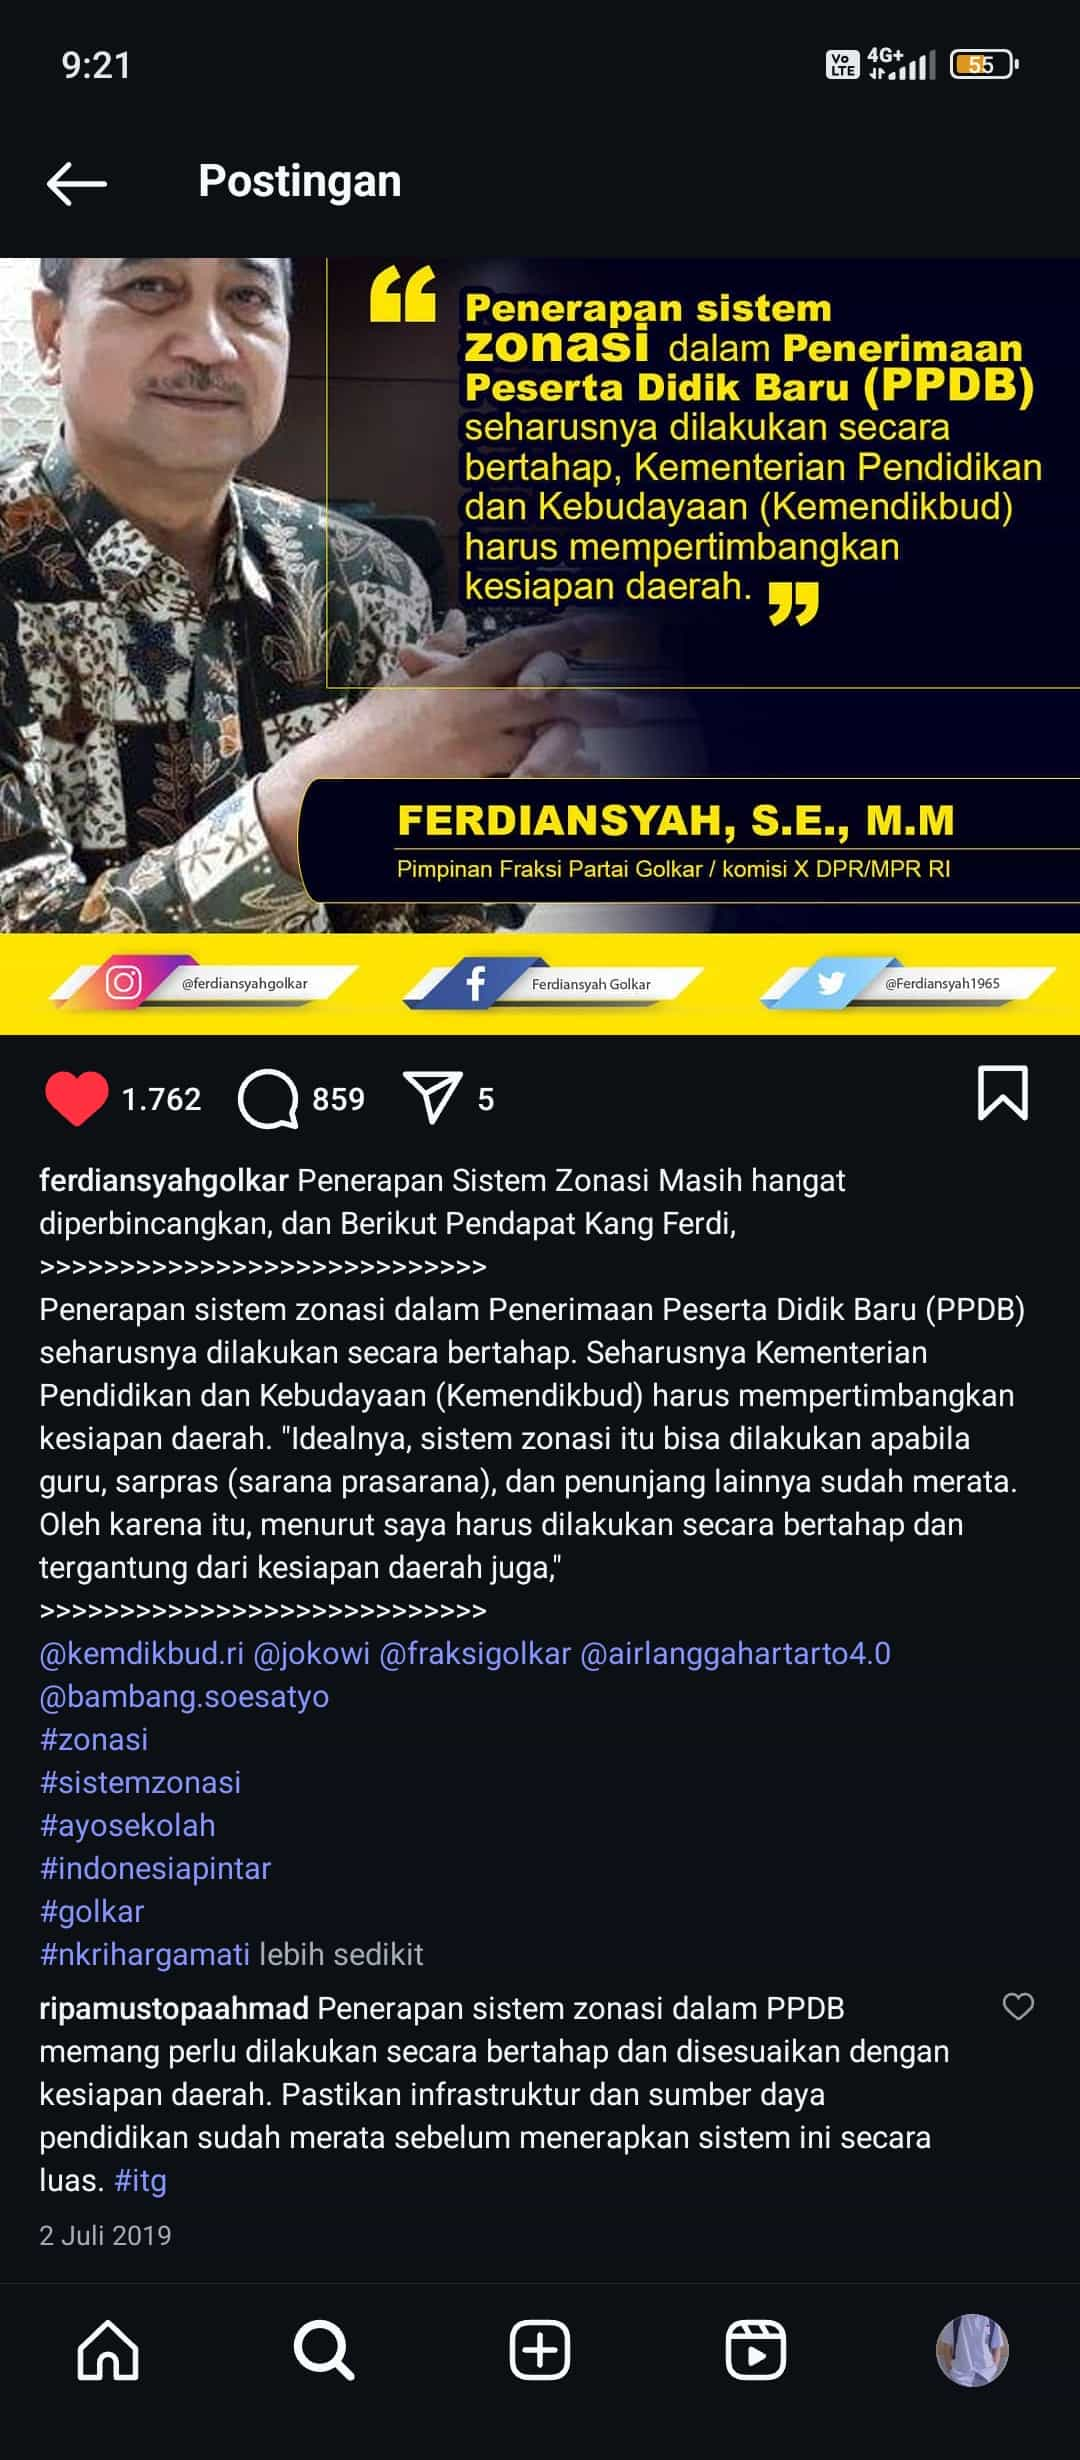 9:21
Vo LTE 4G+ 55
Postingan
“ Penerapan sistem
zonasi dalam Penerimaan
Peserta Didik Baru (PPDB)
seharusnya dilakukan secara
bertahap, Kementerian Pendidikan
dan Kebudayaan (Kemendikbud)
harus mempertimbangkan
kesiapan daerah. ”
FERDIANSYAH, S.E., M.M
Pimpinan Fraksi Partai Golkar / komisi X DPR/MPR RI
@ferdiansyahgolkar Ferdiansyah Golkar @Ferdiansyah1965
1.762 859 5
ferdiansyahgolkar Penerapan Sistem Zonasi Masih hangat
diperbincangkan, dan Berikut Pendapat Kang Ferdi,
>>>>>>>>>>>>>>>>>>>>>>>>>>>>
Penerapan sistem zonasi dalam Penerimaan Peserta Didik Baru (PPDB)
seharusnya dilakukan secara bertahap. Seharusnya Kementerian
Pendidikan dan Kebudayaan (Kemendikbud) harus mempertimbangkan
kesiapan daerah. "Idealnya, sistem zonasi itu bisa dilakukan apabila
guru, sarpras (sarana prasarana), dan penunjang lainnya sudah merata.
Oleh karena itu, menurut saya harus dilakukan secara bertahap dan
tergantung dari kesiapan daerah juga,"
>>>>>>>>>>>>>>>>>>>>>>>>>>>>
@kemdikbud.ri @jokowi @fraksigolkar @airlanggahartarto4.0
@bambang.soesatyo
#zonasi
#sistemzonasi
#ayosekolah
#indonesiapintar
#golkar
#nkrihargamati lebih sedikit
ripamustopaahmad Penerapan sistem zonasi dalam PPDB
memang perlu dilakukan secara bertahap dan disesuaikan dengan
kesiapan daerah. Pastikan infrastruktur dan sumber daya
pendidikan sudah merata sebelum menerapkan sistem ini secara
luas. #itg
2 Juli 2019